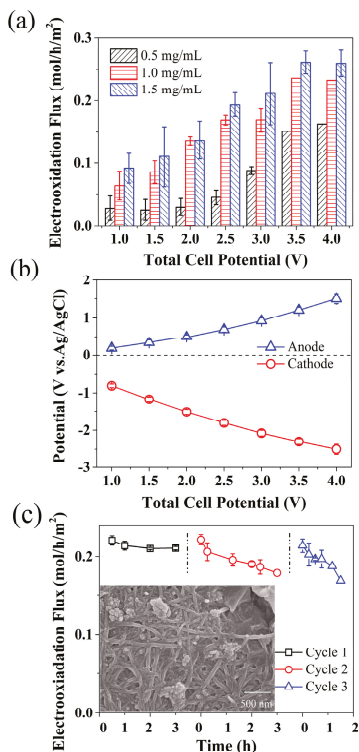 (a)
Electrooxidation Flux (mol/h/m²)
0.3
0.2
0.1
0.0
0.5 mg/mL
1.0 mg/mL
1.5 mg/mL
1.0 1.5 2.0 2.5 3.0 3.5 4.0
Total Cell Potential (V)
(b)
Potential (V vs.Ag/AgCl)
2
1
0
-1
-2
-3
Anode
Cathode
1.0 1.5 2.0 2.5 3.0 3.5 4.0
Total Cell Potential (V)
(c)
Electrooxiadation Flux (mol/h/m²)
0.2
0.1
0.0
500 nm
Cycle 1
Cycle 2
Cycle 3
0 1 2 3 0 1 2 3 0 1 2
Time (h)